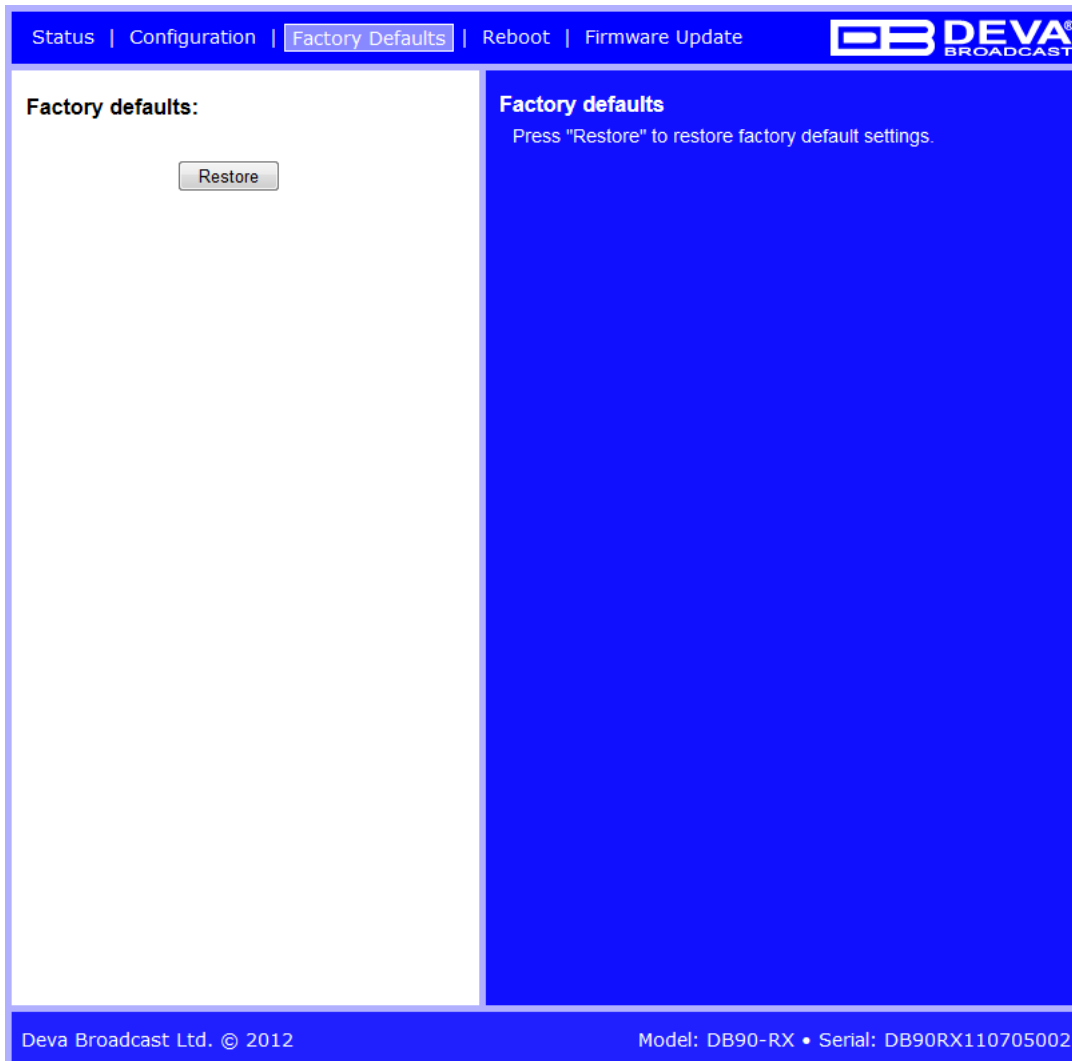 Status | Configuration | Factory Defaults | Reboot | Firmware Update
DB DEVA®
BROADCAST
Factory defaults:
Restore
Factory defaults
Press "Restore" to restore factory default settings.
Deva Broadcast Ltd. © 2012
Model: DB90-RX • Serial: DB90RX110705002